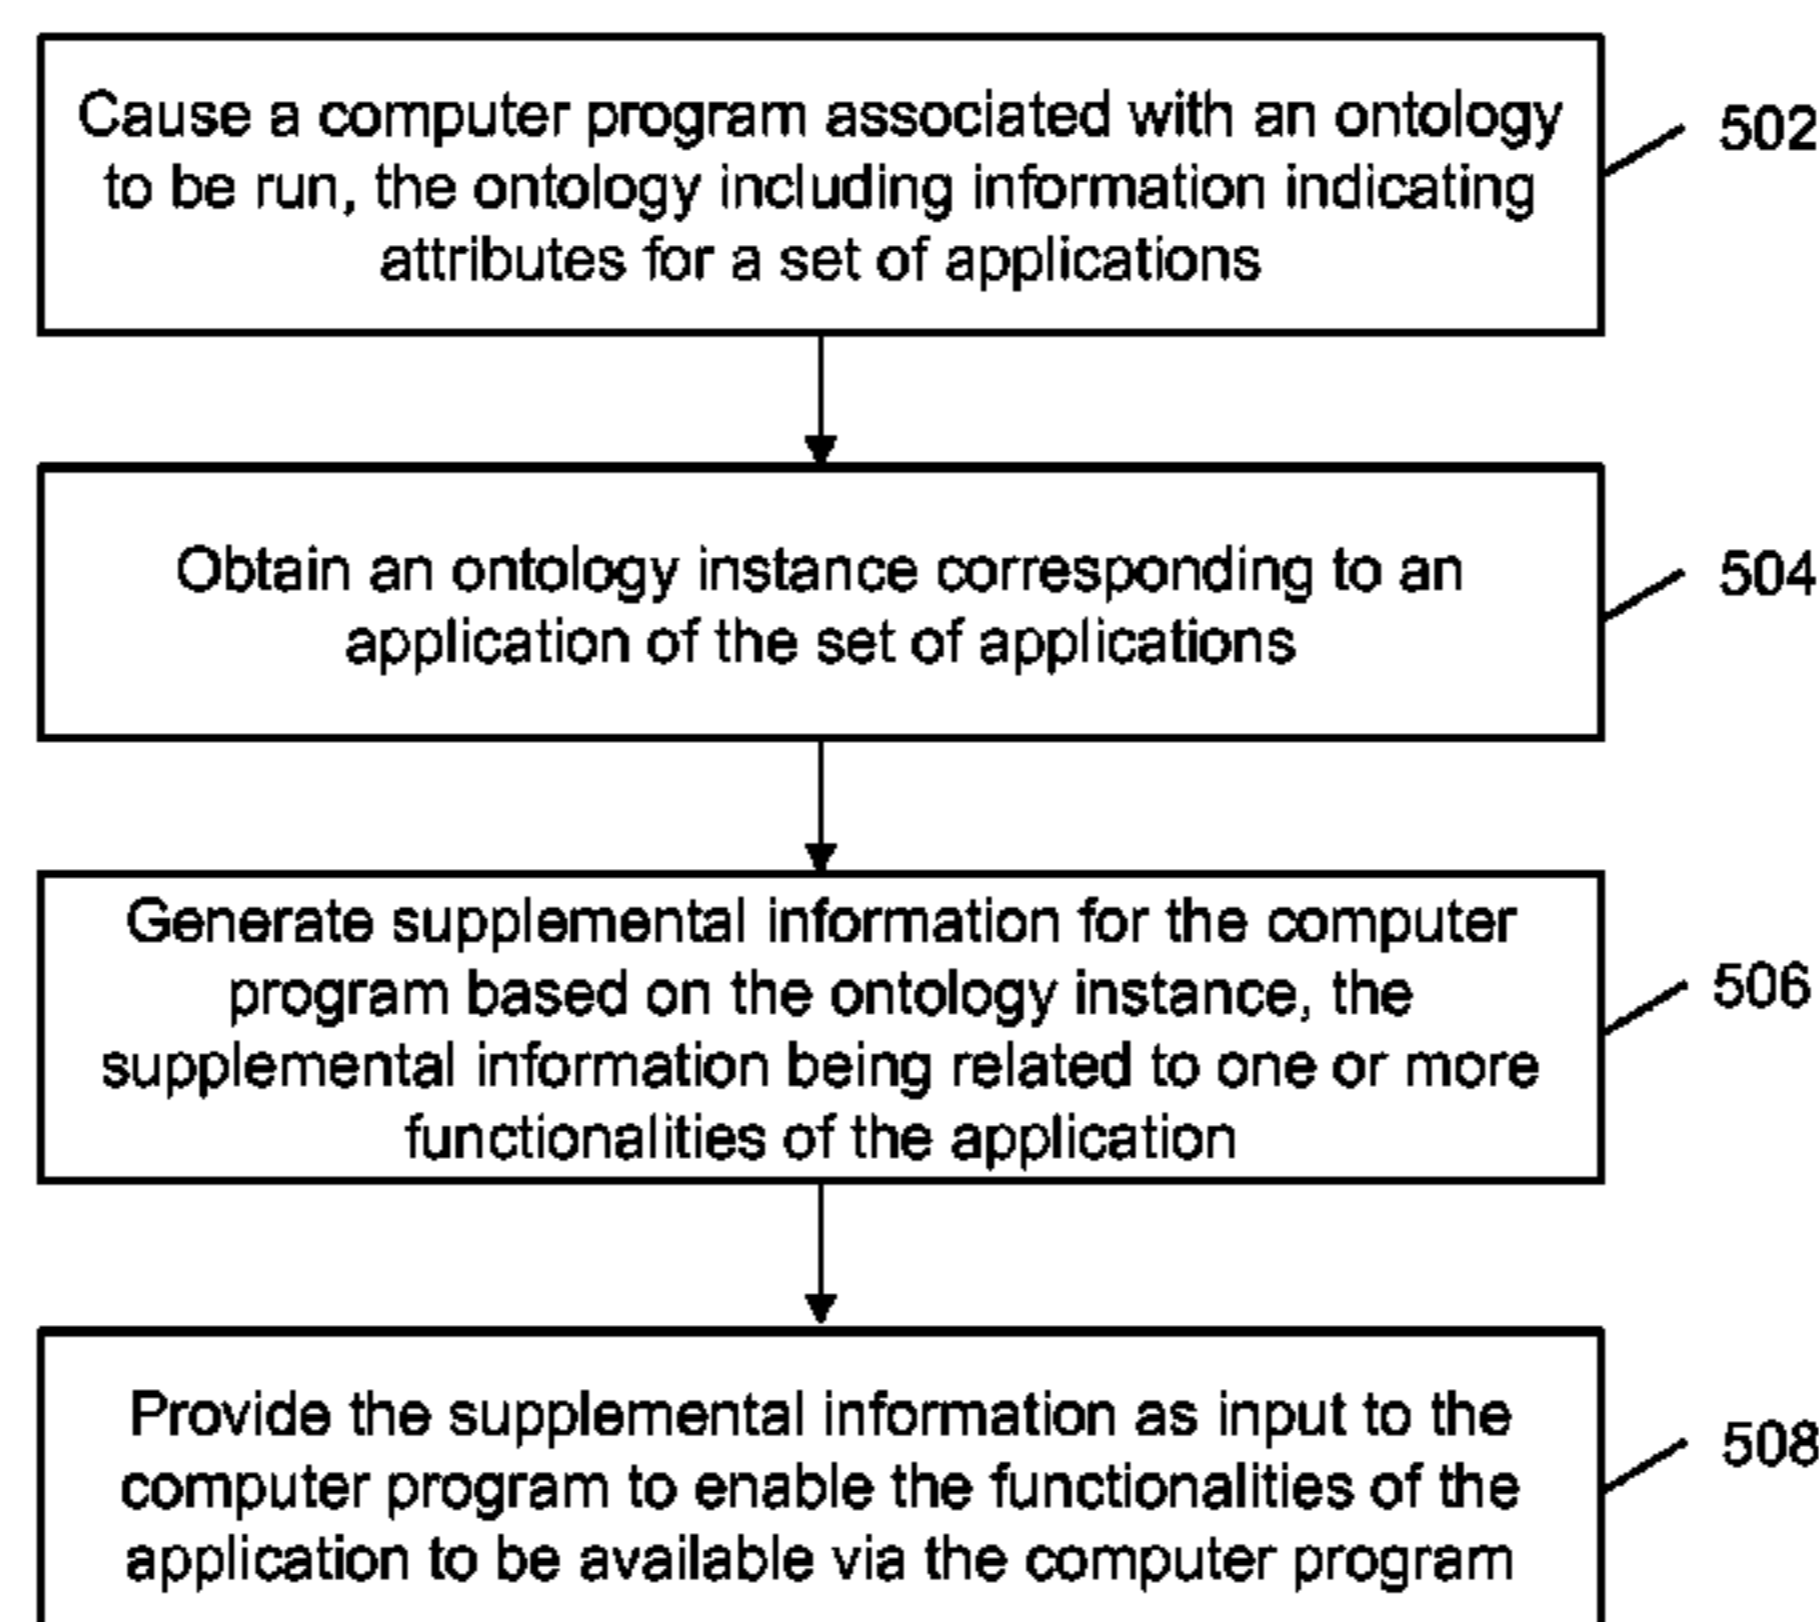 Cause a computer program associated with an ontology
to be run, the ontology including information indicating
attributes for a set of applications
502
Obtain an ontology instance corresponding to an
application of the set of applications
504
Generate supplemental information for the computer
program based on the ontology instance, the
supplemental information being related to one or more
functionalities of the application
506
Provide the supplemental information as input to the
computer program to enable the functionalities of the
application to be available via the computer program
508